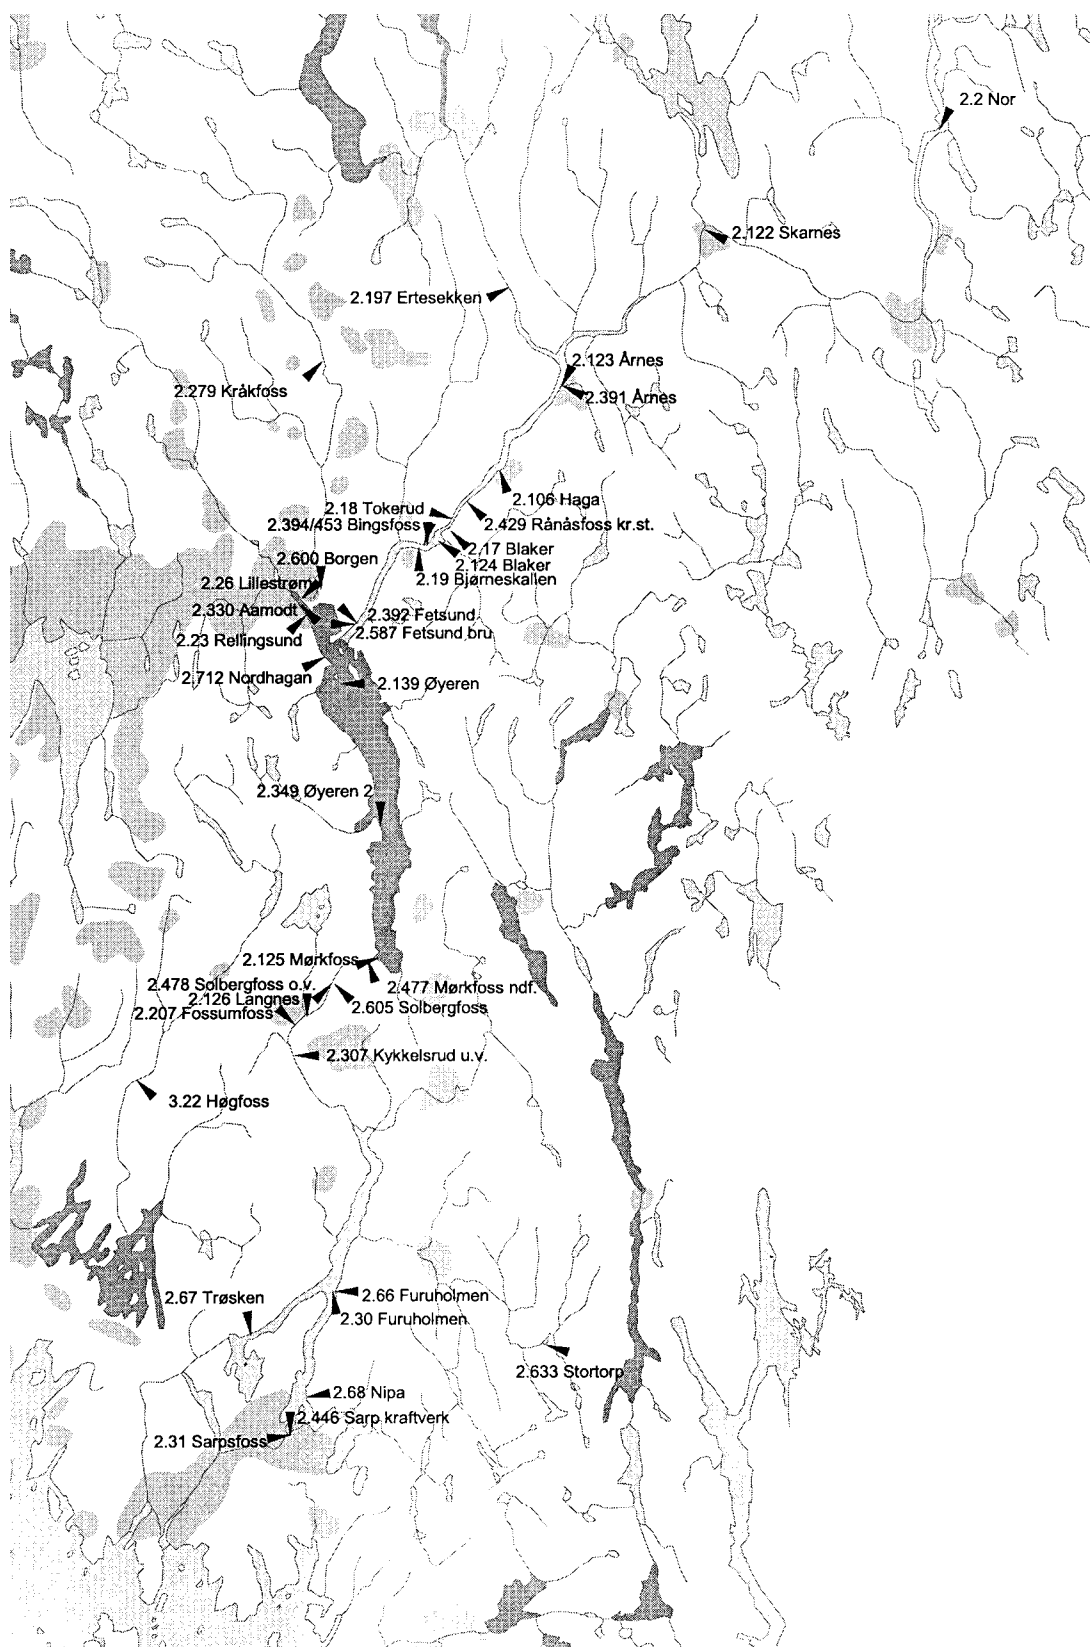 2.2 Nor
2.122 Skarnes
2.197 Ertesekken
2.123 Årnes
2.279 Kråkfoss
2.391 Årnes
2.106 Haga
2.18 Tokerud
2.394/453 Bingsfoss
2.429 Rånåsfoss kr.st.
2.17 Blaker
2.600 Borgen
2.124 Blaker
2.19 Bjørneskallen
2.26 Lillestrøm
2.330 Aamodt
2.392 Fetsund
2.587 Fetsund bru
2.23 Rellingsund
2.712 Nordhagan
2.139 Øyeren
2.349 Øyeren 2
2.125 Mørkfoss
2.478 Solbergfoss o.v.
2.477 Mørkfoss ndf.
2.126 Langnes
2.605 Solbergfoss
2.207 Fossumfoss
2.307 Kykkelsrud u.v.
3.22 Høgfoss
2.67 Trøsken
2.66 Furuholmen
2.30 Furuholmen
2.633 Stortorp
2.68 Nipa
2.446 Sarp kraftverk
2.31 Sarpsfoss